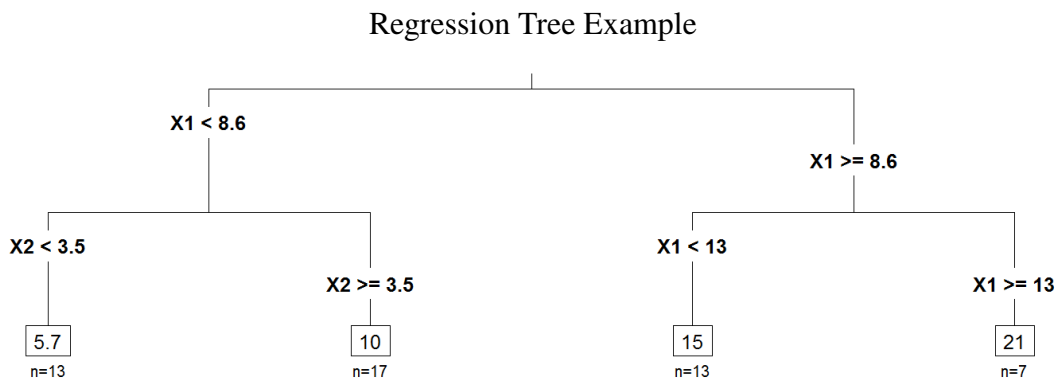 Regression Tree Example
X1 < 8.6
X1 >= 8.6
X2 < 3.5
X1 < 13
X2 >= 3.5
X1 >= 13
5.7
10
15
21
n=13
n=17
n=13
n=7